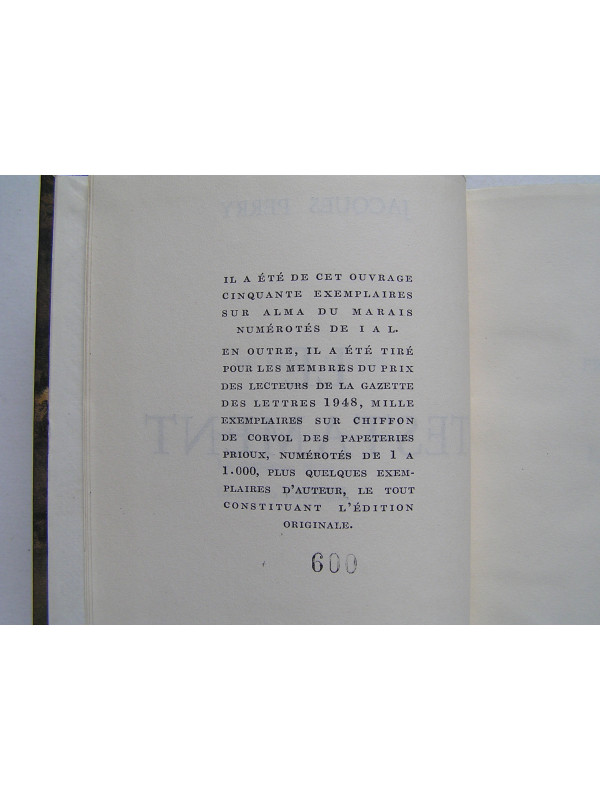 JACQUES PERRY
IL A ÉTÉ DE CET OUVRAGE
CINQUANTE EXEMPLAIRES
SUR ALMA DU MARAIS
NUMÉROTÉS DE I A L.
EN OUTRE, IL A ÉTÉ TIRÉ
POUR LES MEMBRES DU PRIX
DES LECTEURS DE LA GAZETTE
DES LETTRES 1948, MILLE
EXEMPLAIRES SUR CHIFFON
DE CORVOL DES PAPETERIES
PRIOUX, NUMÉROTÉS DE 1 A
1.000, PLUS QUELQUES EXEM-
PLAIRES D'AUTEUR, LE TOUT
CONSTITUANT L'ÉDITION
ORIGINALE.
600